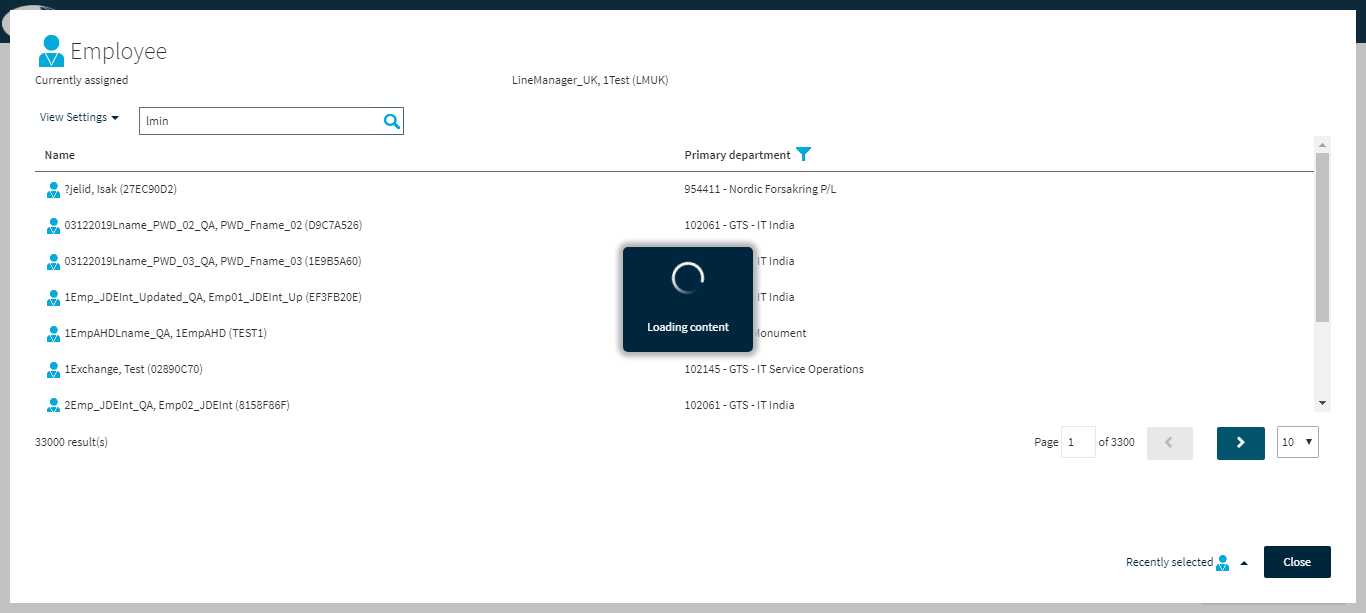 Employee
Currently assigned LineManager_UK, 1Test (LMUK)
View Settings lmin
Name Primary department
?jelid, Isak (27EC90D2) 954411 - Nordic Forsakring P/L
03122019Lname_PWD_02_QA, PWD_Fname_02 (D9C7A526) 102061 - GTS - IT India
03122019Lname_PWD_03_QA, PWD_Fname_03 (1E9B5A60) IT India
1Emp_JDEInt_Updated_QA, Emp01_JDEInt_Up (EF3FB20E) IT India
Loading content
1EmpAHDLname_QA, 1EmpAHD (TEST1) Monument
1Exchange, Test (02890C70) 102145 - GTS - IT Service Operations
2Emp_JDEInt_QA, Emp02_JDEInt (8158F86F) 102061 - GTS - IT India
33000 result(s) Page 1 of 3300 10
Recently selected Close